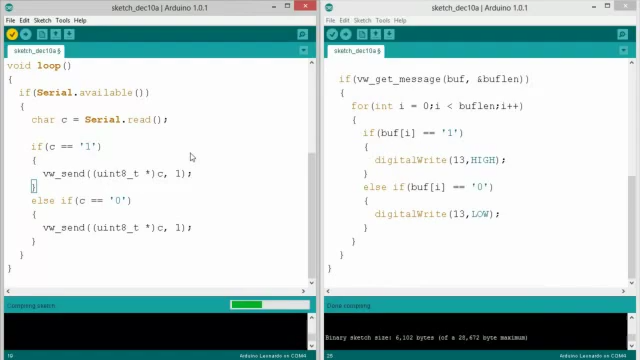 sketch_dec10a | Arduino 1.0.1
File Edit Sketch Tools Help
sketch_dec10a §
void loop()
{
if(Serial.available())
{
char c = Serial.read();
if(c == '1')
{
vw_send((uint8_t *)c, 1);
}
else if(c == '0')
{
vw_send((uint8_t *)c, 1);
}
}
}
Compiling sketch
18
Arduino Leonardo on COM4
sketch_dec10a | Arduino 1.0.1
File Edit Sketch Tools Help
sketch_dec10a §
if(vw_get_message(buf, &buflen))
{
for(int i = 0;i < buflen;i++)
{
if(buf[i] == '1')
{
digitalWrite(13,HIGH);
}
else if(buf[i] == '0')
{
digitalWrite(13,LOW);
}
}
}
}
Done compiling.
Binary sketch size: 6,102 bytes (of a 28,672 byte maximum)
25
Arduino Leonardo on COM4